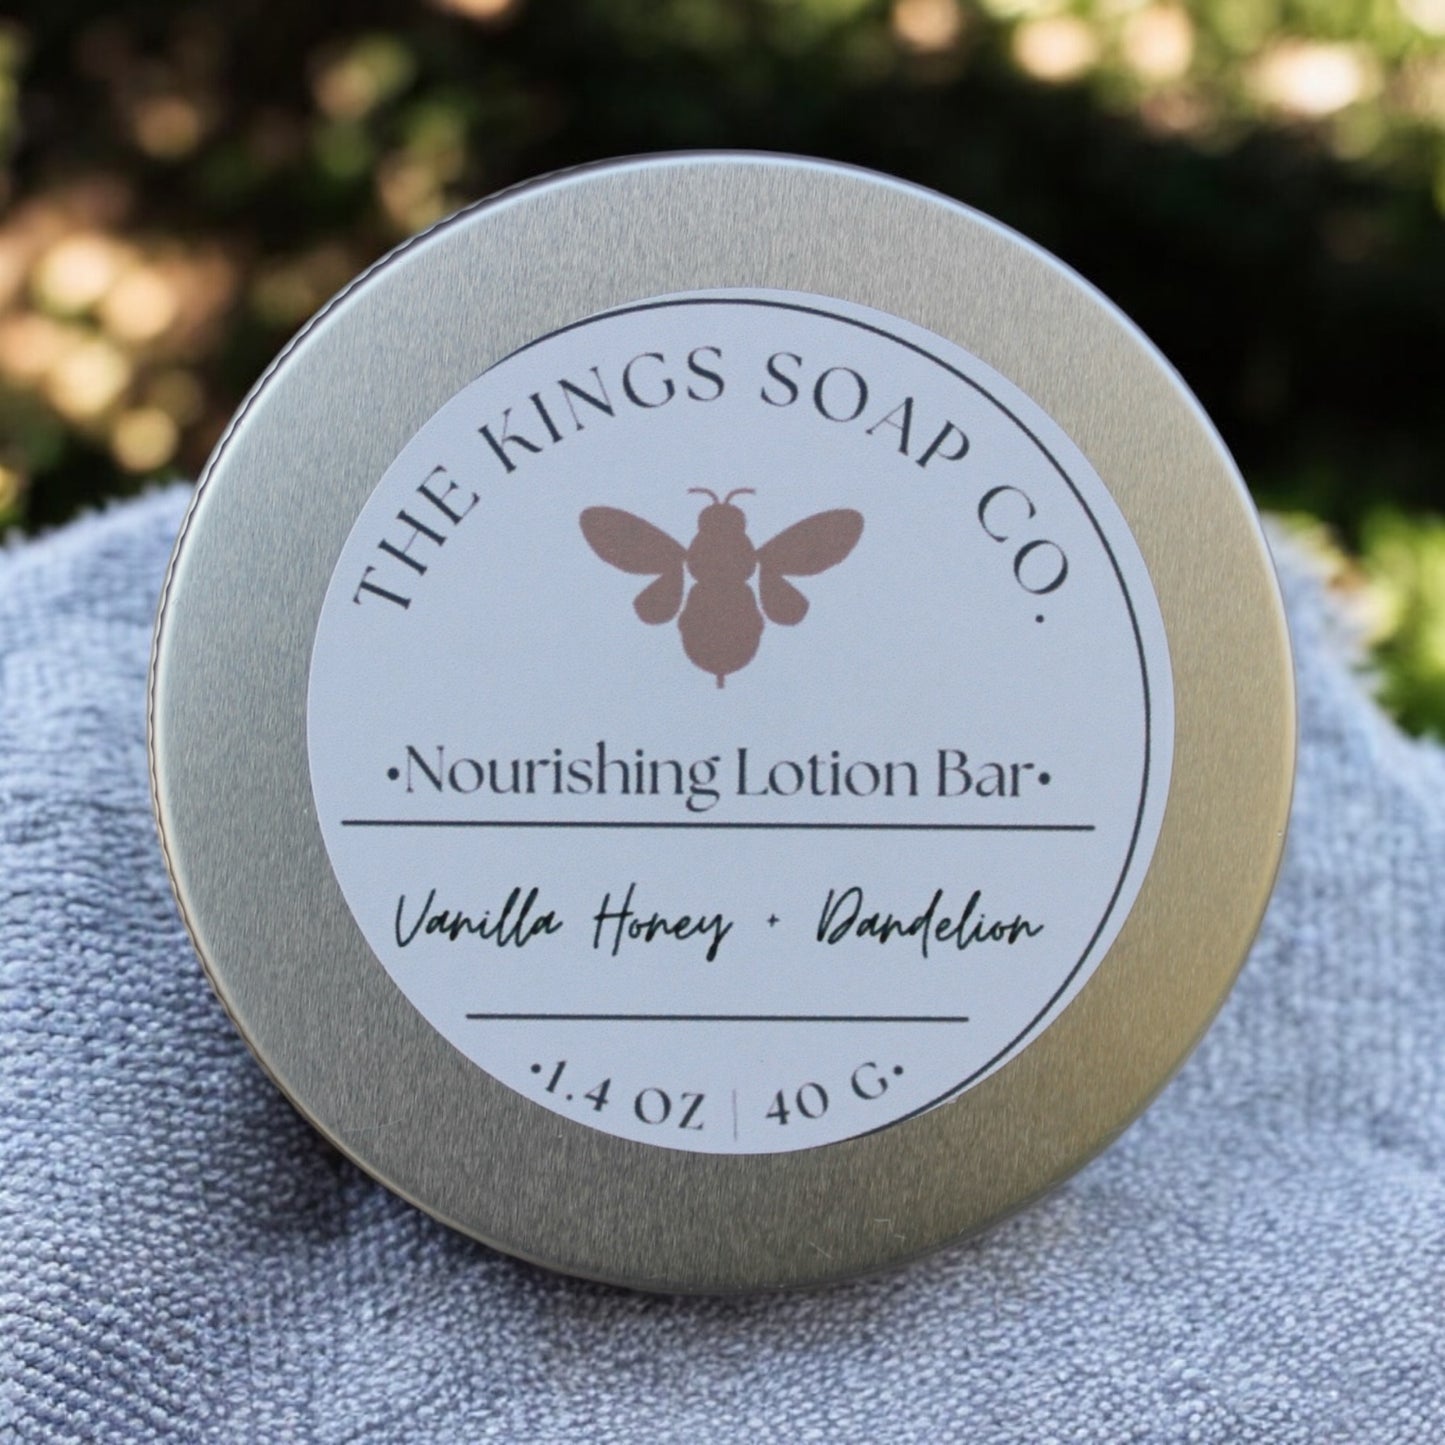 THE KINGS SOAP CO.
•Nourishing Lotion Bar•
Vanilla Honey + Dandelion
•1.4 OZ | 40 G•